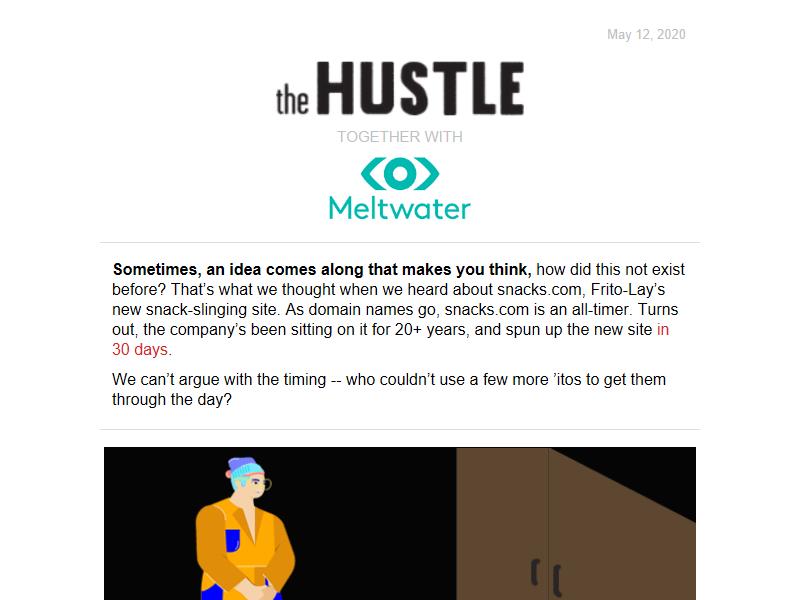 May 12, 2020
the HUSTLE
TOGETHER WITH
Meltwater
Sometimes, an idea comes along that makes you think, how did this not exist
before? That’s what we thought when we heard about snacks.com, Frito-Lay’s
new snack-slinging site. As domain names go, snacks.com is an all-timer. Turns
out, the company’s been sitting on it for 20+ years, and spun up the new site in
30 days.
We can’t argue with the timing -- who couldn’t use a few more ’itos to get them
through the day?